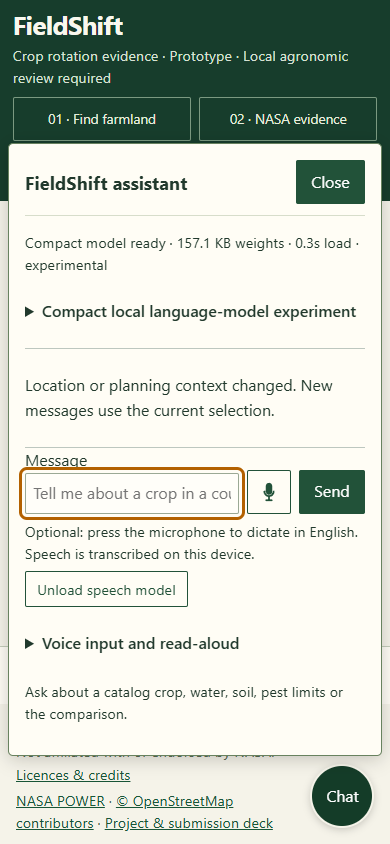 FieldShift
Crop rotation evidence · Prototype · Local agronomic
review required
01 · Find farmland
02 · NASA evidence
FieldShift assistant
Close
Compact model ready · 157.1 KB weights · 0.3s load ·
experimental
▶ Compact local language-model experiment
Location or planning context changed. New
messages use the current selection.
Message
Tell me about a crop in a cou
Send
Optional: press the microphone to dictate in English.
Speech is transcribed on this device.
Unload speech model
▶ Voice input and read-aloud
Ask about a catalog crop, water, soil, pest limits or
the comparison.
Licences & credits
NASA POWER · © OpenStreetMap
contributors · Project & submission deck
Chat